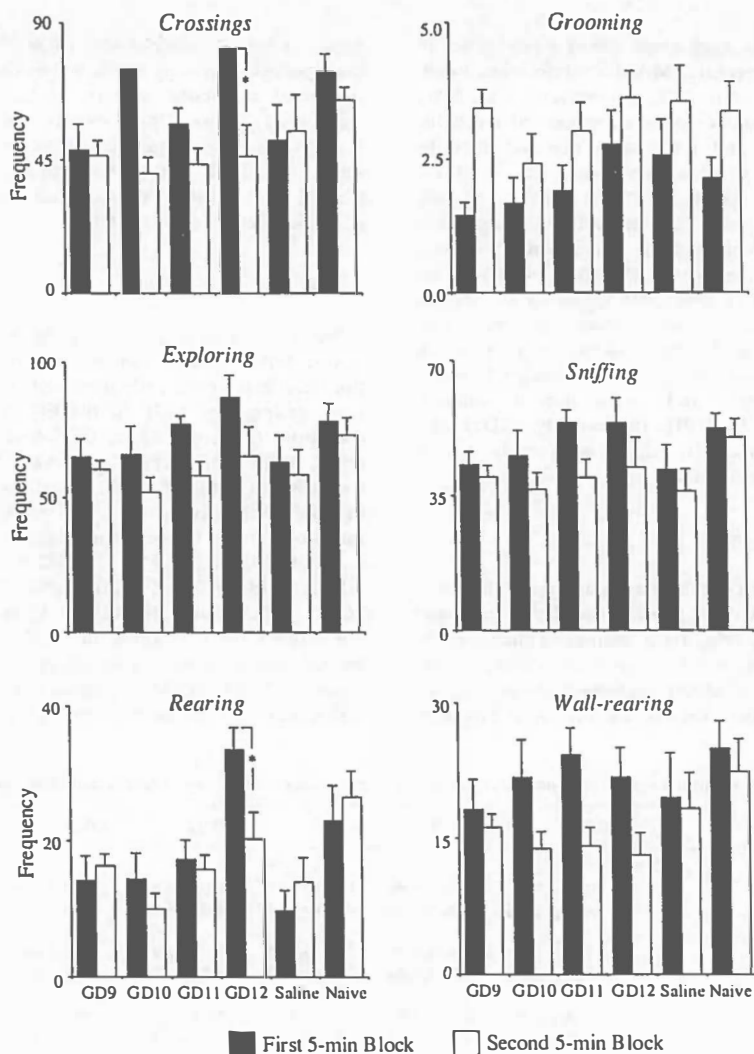 Crossings
90
45
0
Frequency
*
Grooming
5.0
2.5
0.0
Exploring
100
50
0
Frequency
Sniffing
70
35
0
Rearing
40
20
0
Frequency
*
GD9 GD10 GD11 GD12 Saline Naive
Wall-rearing
30
15
0
GD9 GD10 GD11 GD12 Saline Naive
First 5-min Block Second 5-min Block